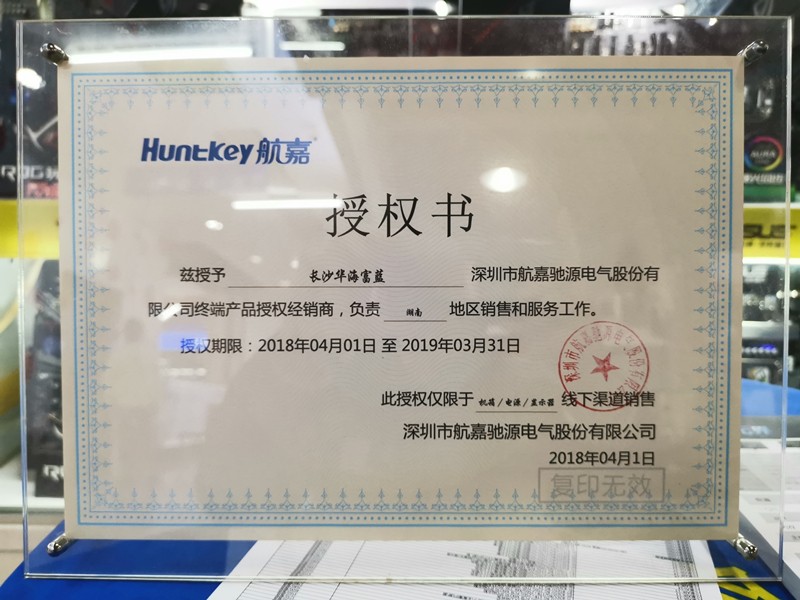 Huntkey航嘉
授权书
兹授予 长沙华海富蓝 深圳市航嘉驰源电气股份有
限公司终端产品授权经销商，负责 湖南 地区销售和服务工作。
授权期限：2018年04月01日 至 2019年03月31日
此授权仅限于 机箱/电源/显示器 线下渠道销售
深圳市航嘉驰源电气股份有限公司
2018年04月1日
复印无效
ROG
AURA